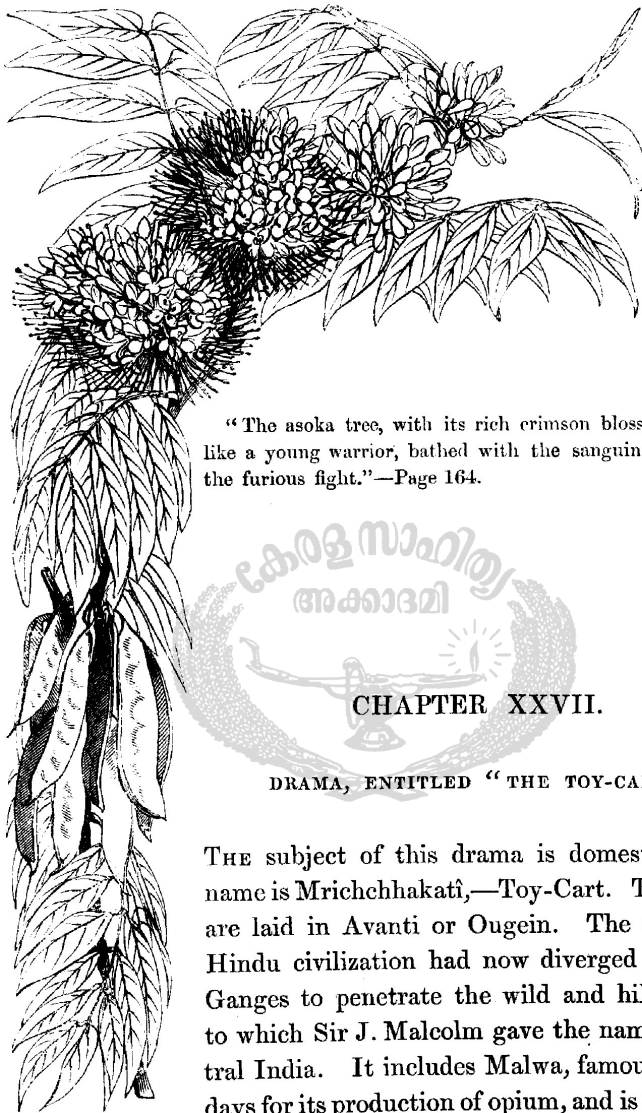 "The asoka tree, with its rich crimson bloss
like a young warrior, bathed with the sanguin
the furious fight."—Page 164.
കേരള സാഹിത്യ
അക്കാദമി
CHAPTER XXVII.
DRAMA, ENTITLED "THE TOY-CA
THE subject of this drama is domes
name is Mrichchhakatî,—Toy-Cart. T
are laid in Avanti or Ougein. The
Hindu civilization had now diverged
Ganges to penetrate the wild and hil
to which Sir J. Malcolm gave the nam
tral India. It includes Malwa, famou
days for its production of opium, and is